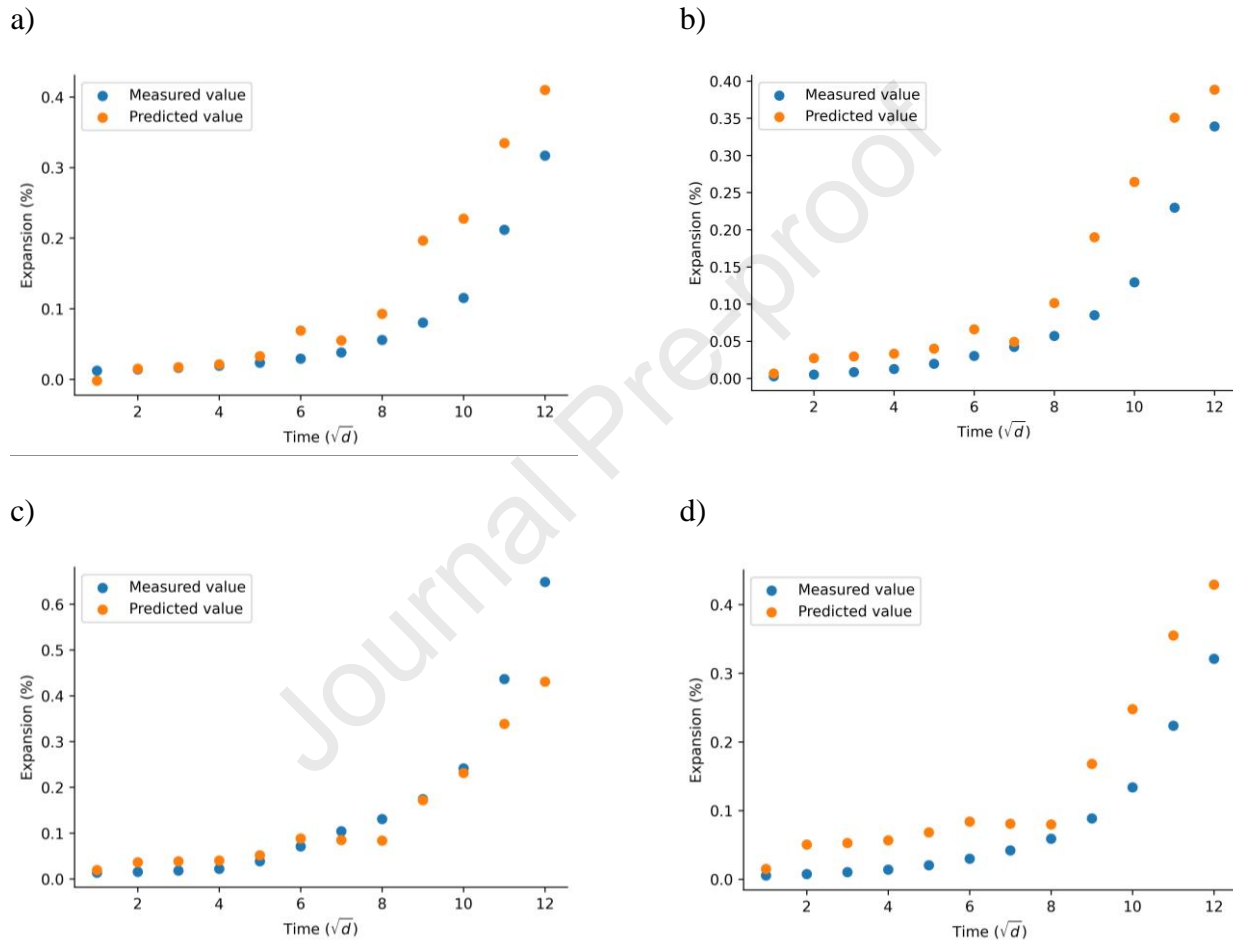 a)
Measured value
Predicted value
0.4
0.3
0.2
0.1
0.0
Expansion (%)
2 4 6 8 10 12
Time (√d)
b)
Measured value
Predicted value
0.40
0.35
0.30
0.25
0.20
0.15
0.10
0.05
0.00
Expansion (%)
2 4 6 8 10 12
Time (√d)
c)
Measured value
Predicted value
0.6
0.5
0.4
0.3
0.2
0.1
0.0
Expansion (%)
2 4 6 8 10 12
Time (√d)
d)
Measured value
Predicted value
0.4
0.3
0.2
0.1
0.0
Expansion (%)
2 4 6 8 10 12
Time (√d)
Journal Pre-proof